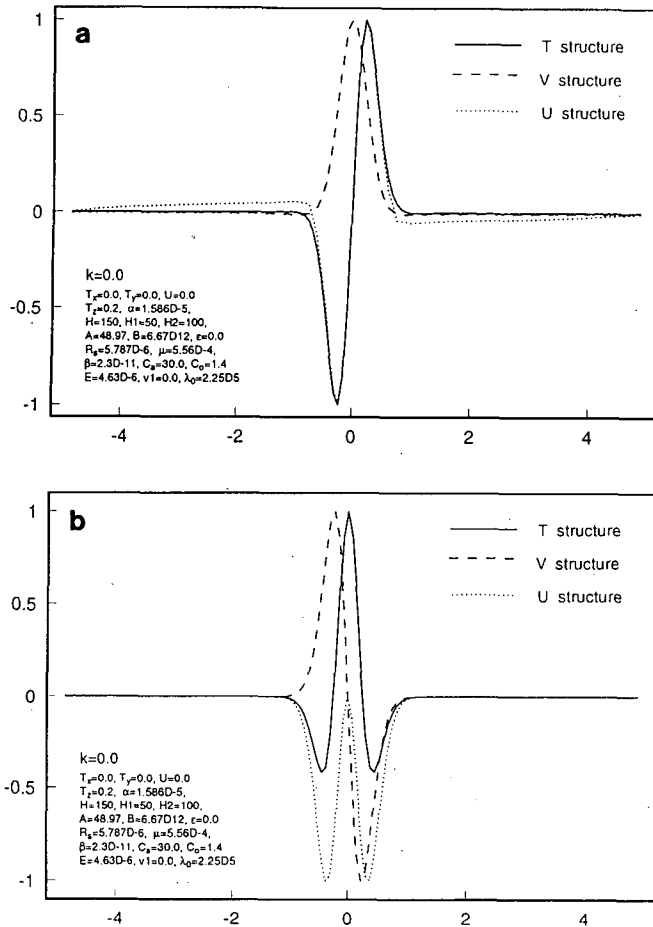 a
1
0.5
0
-0.5
-1
T structure
V structure
U structure
k=0.0
Tx=0.0, Ty=0.0, U=0.0
Tz=0.2, α=1.586D-5,
H=150, H1=50, H2=100,
A=48.97, B=6.67D12, ε=0.0
Rs=5.787D-6, μ=5.56D-4,
β=2.3D-11, Ca=30.0, Co=1.4
E=4.63D-6, v1=0.0, λ0=2.25D5
-4 -2 0 2 4
b
1
0.5
0
-0.5
-1
T structure
V structure
U structure
k=0.0
Tx=0.0, Ty=0.0, U=0.0
Tz=0.2, α=1.586D-5,
H=150, H1=50, H2=100,
A=48.97, B=6.67D12, ε=0.0
Rs=5.787D-6, μ=5.56D-4,
β=2.3D-11, Ca=30.0, Co=1.4
E=4.63D-6, v1=0.0, λ0=2.25D5
-4 -2 0 2 4